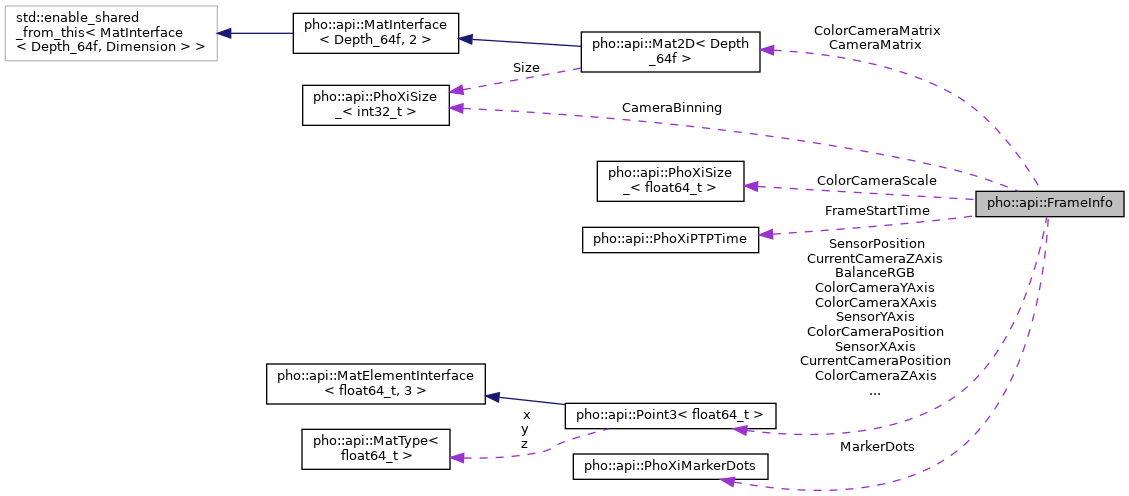 std::enable_shared
_from_this< MatInterface
< Depth_64f, Dimension > >
pho::api::MatInterface
< Depth_64f, 2 >
pho::api::Mat2D< Depth
_64f >
ColorCameraMatrix
CameraMatrix
Size
pho::api::PhoXiSize
_< int32_t >
CameraBinning
pho::api::PhoXiSize
_< float64_t >
ColorCameraScale
pho::api::FrameInfo
FrameStartTime
pho::api::PhoXiPTPTime
SensorPosition
CurrentCameraZAxis
BalanceRGB
ColorCameraYAxis
ColorCameraXAxis
SensorYAxis
ColorCameraPosition
SensorXAxis
CurrentCameraPosition
ColorCameraZAxis
...
pho::api::MatElementInterface
< float64_t, 3 >
pho::api::Point3< float64_t >
x
y
z
pho::api::MatType<
float64_t >
MarkerDots
pho::api::PhoXiMarkerDots